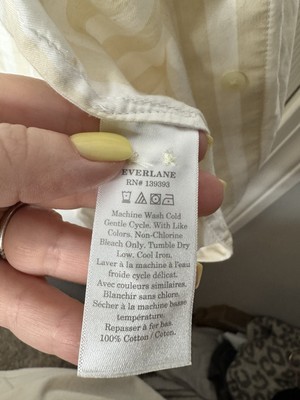 EVERLANE
RN# 139393
Machine Wash Cold
Gentle Cycle. With Like
Colors. Non-Chlorine
Bleach Only. Tumble Dry
Low. Cool Iron.
Laver à la machine à l'eau
froide cycle délicat.
Avec couleurs similaires.
Blanchir sans chlore.
Sécher à la machine basse
température.
Repasser à fer bas.
100% Cotton / Coton.